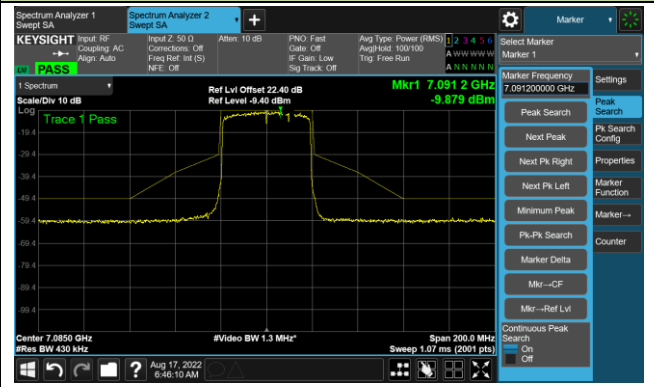 Spectrum Analyzer 1
Swept SA
Spectrum Analyzer 2
Swept SA
Marker
KEYSIGHT
Input: RF
Coupling: AC
Align: Auto
Input Z: 50 Ω
Corrections: Off
Freq Ref: Int (S)
NFE: Off
Atten: 10 dB
PNO: Fast
Gate: Off
IF Gain: Low
Sig Track: Off
Avg Type: Power (RMS)
Avg|Hold: 100/100
Trig: Free Run
1 2 3 4 5 6
A W W W W W
A N N N N N
PASS
Select Marker
Marker 1
1 Spectrum
Scale/Div 10 dB
Ref Lvl Offset 22.40 dB
Ref Level -9.40 dBm
Mkr1 7.091 2 GHz
-9.879 dBm
Log
Trace 1 Pass
1
-19.4
-29.4
-39.4
-49.4
-59.4
-69.4
-79.4
-89.4
-99.4
Center 7.0850 GHz
#Res BW 430 kHz
#Video BW 1.3 MHz*
Span 200.0 MHz
Sweep 1.07 ms (2001 pts)
Marker Frequency
7.091200000 GHz
Peak Search
Next Peak
Next Pk Right
Next Pk Left
Minimum Peak
Pk-Pk Search
Marker Delta
Mkr→CF
Mkr→Ref Lvl
Continuous Peak
Search
On
Off
Settings
Peak
Search
Pk Search
Config
Properties
Marker
Function
Marker→
Counter
?
Aug 17, 2022
6:46:10 AM